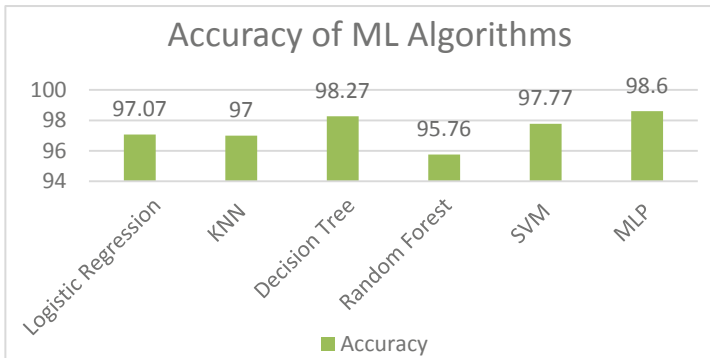 Accuracy of ML Algorithms
100
98
96
94
97.07
97
98.27
95.76
97.77
98.6
Logistic Regression
KNN
Decision Tree
Random Forest
SVM
MLP
Accuracy